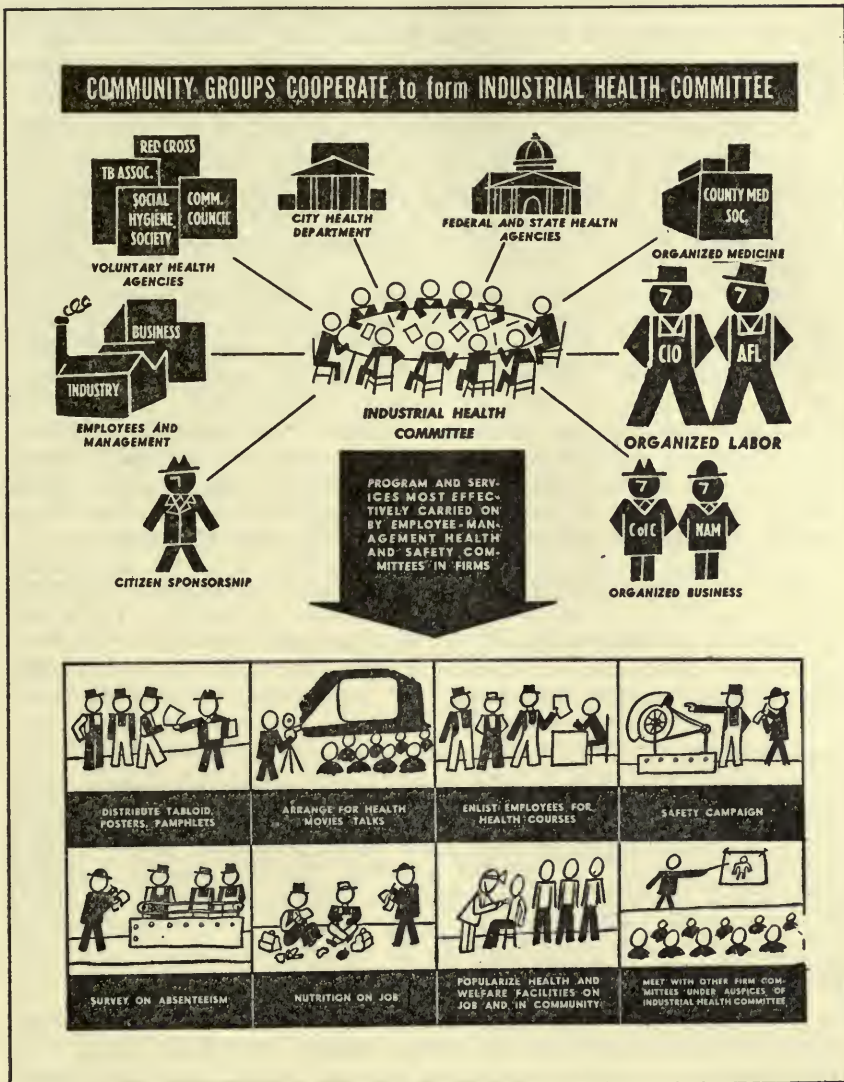 COMMUNITY GROUPS COOPERATE to form INDUSTRIAL HEALTH COMMITTEE
RED CROSS
TB ASSOC.
SOCIAL
HYGIENE
SOCIETY
COMM.
COUNCIL
VOLUNTARY HEALTH
AGENCIES
CITY HEALTH
DEPARTMENT
FEDERAL AND STATE HEALTH
AGENCIES
COUNTY MED
SOC.
ORGANIZED MEDICINE
BUSINESS
INDUSTRY
EMPLOYEES AND
MANAGEMENT
INDUSTRIAL HEALTH
COMMITTEE
CIO
AFL
ORGANIZED LABOR
CITIZEN SPONSORSHIP
PROGRAM AND SERV-
ICES MOST EFFEC-
TIVELY CARRIED ON
BY EMPLOYEE-MAN-
AGEMENT HEALTH
AND SAFETY COM-
MITTEES IN FIRMS
C of C
NAM
ORGANIZED BUSINESS
DISTRIBUTE TABLOID,
POSTERS, PAMPHLETS
ARRANGE FOR HEALTH
MOVIES TALKS
ENLIST EMPLOYEES FOR
HEALTH COURSES
SAFETY CAMPAIGN
SURVEY ON ABSENTEEISM
NUTRITION ON JOB
POPULARIZE HEALTH AND
WELFARE FACILITIES ON
JOB AND IN COMMUNITY
MEET WITH OTHER FIRM COM-
MITTEES UNDER AUSPICES OF
INDUSTRIAL HEALTH COMMITTEE